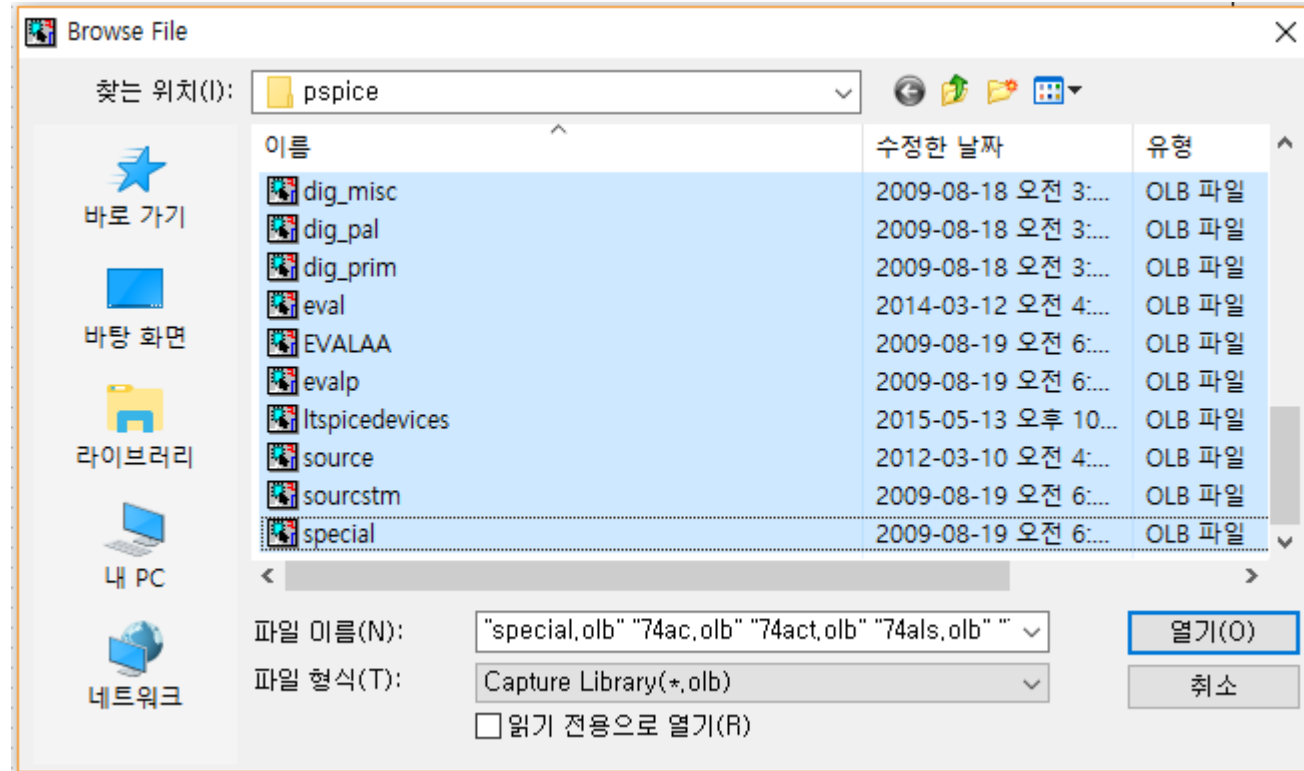 Browse File
찾는 위치(I): pspice
이름 수정한 날짜 유형
dig_misc 2009-08-18 오전 3:... OLB 파일
dig_pal 2009-08-18 오전 3:... OLB 파일
dig_prim 2009-08-18 오전 3:... OLB 파일
eval 2014-03-12 오전 4:... OLB 파일
EVALAA 2009-08-19 오전 6:... OLB 파일
evalp 2009-08-19 오전 6:... OLB 파일
ltspicedevices 2015-05-13 오후 10... OLB 파일
source 2012-03-10 오전 4:... OLB 파일
sourcstm 2009-08-19 오전 6:... OLB 파일
special 2009-08-19 오전 6:... OLB 파일
바로 가기
바탕 화면
라이브러리
내 PC
네트워크
파일 이름(N): "special.olb" "74ac.olb" "74act.olb" "74als.olb" " 열기(O)
파일 형식(T): Capture Library(*.olb) 취소
읽기 전용으로 열기(R)